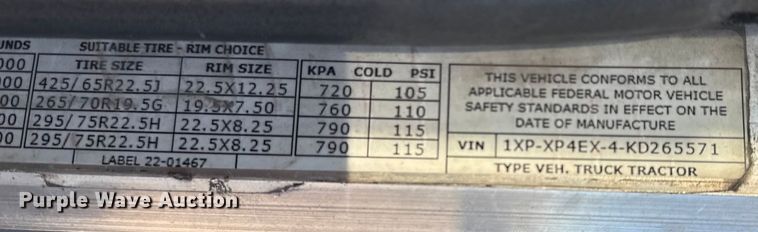 UNDS SUITABLE TIRE - RIM CHOICE
000 TIRE SIZE RIM SIZE KPA COLD PSI
000 425/65R22.5J 22.5X12.25 720 105
00 265/70R19.5G 19.5X7.50 760 110
00 295/75R22.5H 22.5X8.25 790 115
00 295/75R22.5H 22.5X8.25 790 115
LABEL 22-01467
THIS VEHICLE CONFORMS TO ALL
APPLICABLE FEDERAL MOTOR VEHICLE
SAFETY STANDARDS IN EFFECT ON THE
DATE OF MANUFACTURE
VIN 1XP-XP4EX-4-KD265571
TYPE VEH. TRUCK TRACTOR
Purple Wave Auction